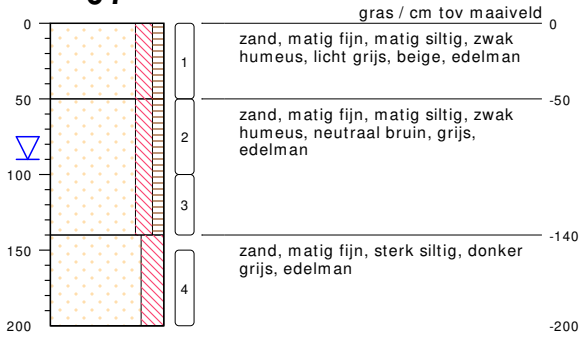 gras / cm tov maaiveld
0
0
zand, matig fijn, matig siltig, zwak
humeus, licht grijs, beige, edelman
1
50
-50
zand, matig fijn, matig siltig, zwak
humeus, neutraal bruin, grijs,
edelman
2
100
3
-140
150
zand, matig fijn, sterk siltig, donker
grijs, edelman
4
200
-200